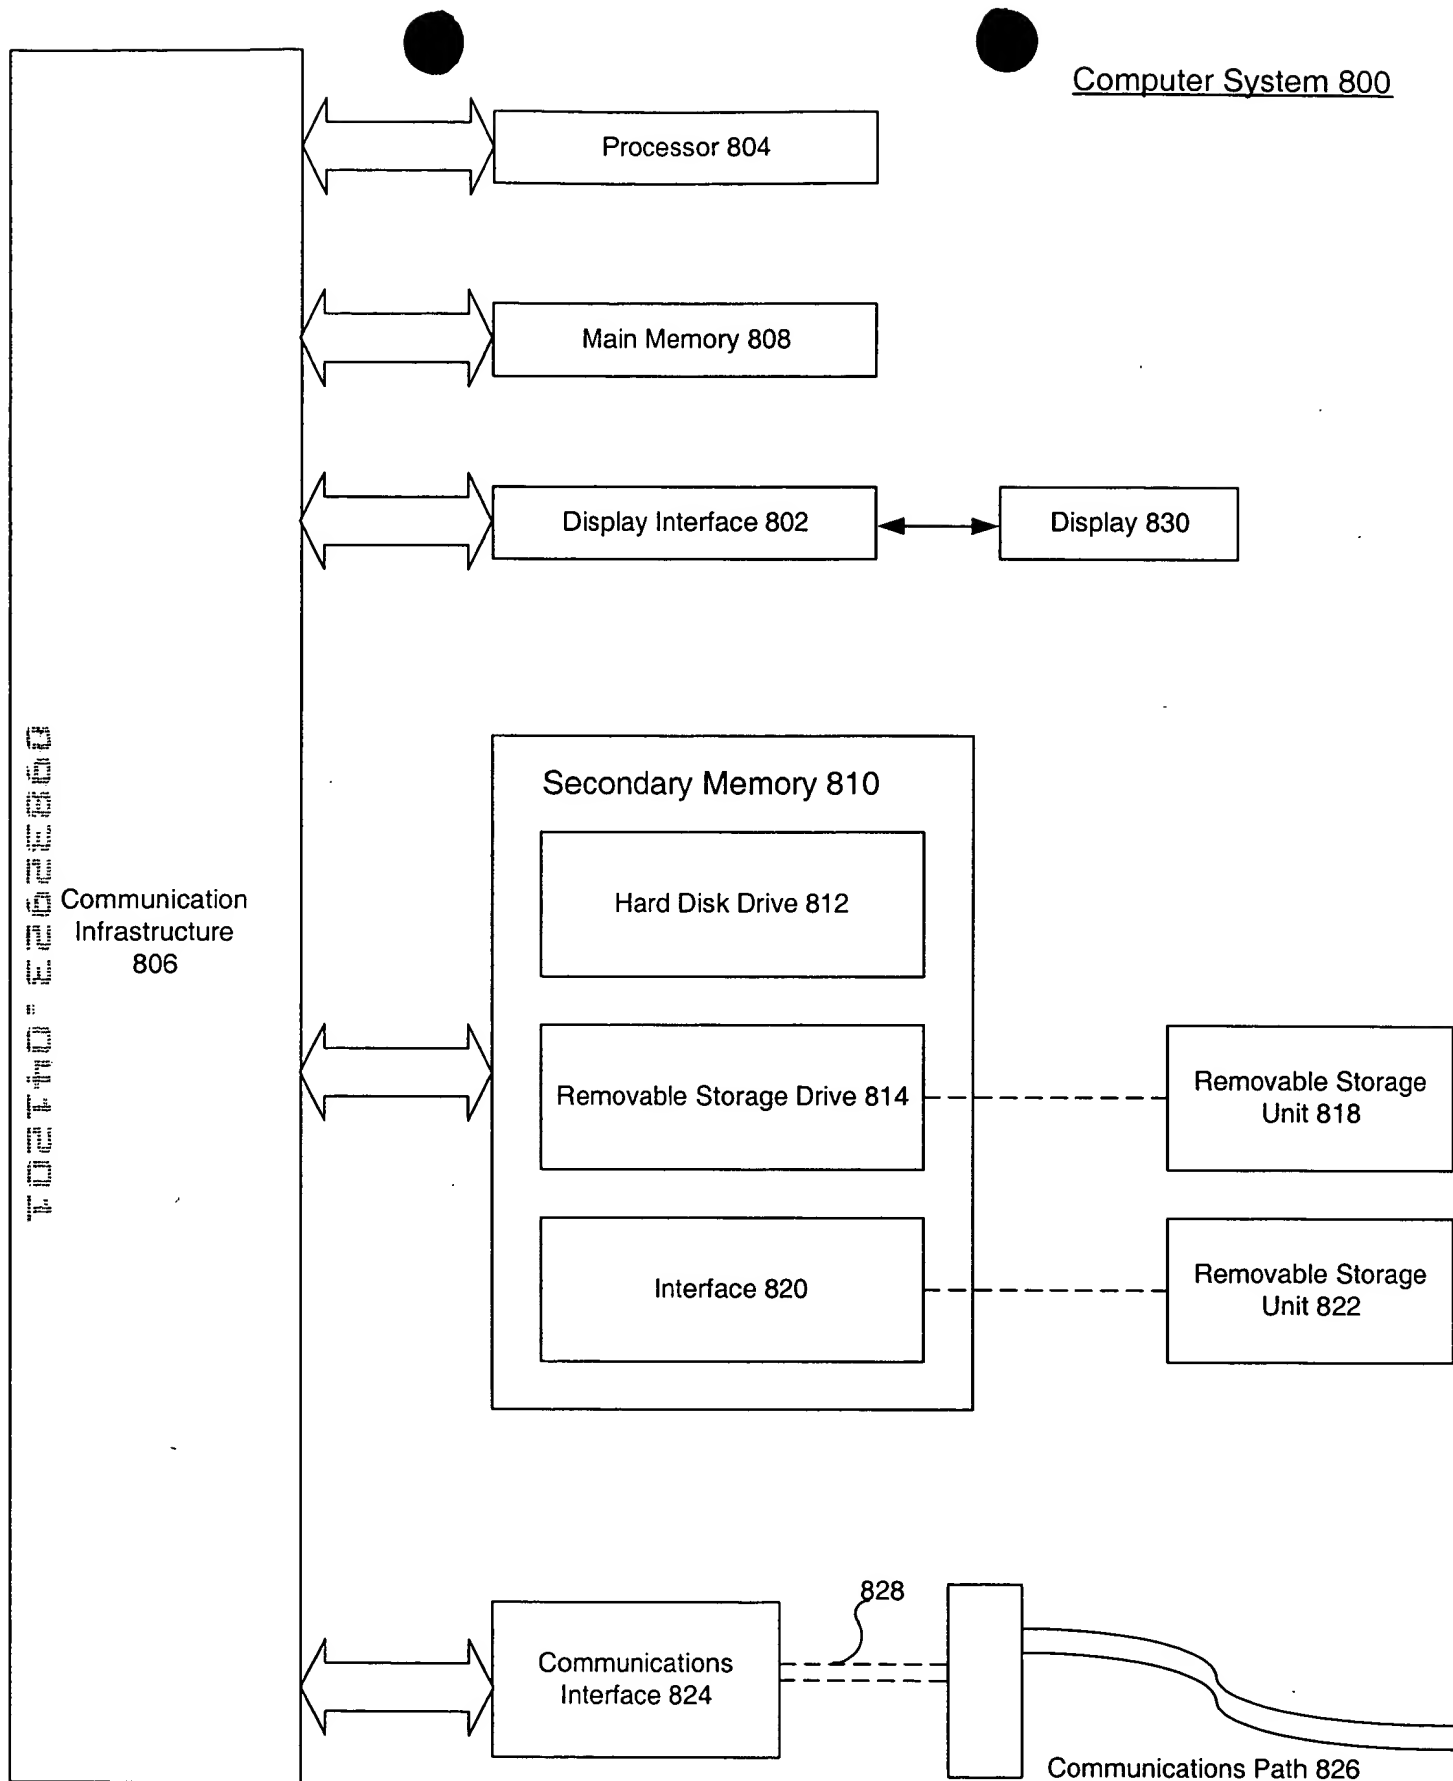 Computer System 800
Processor 804
Main Memory 808
Display Interface 802
Display 830
Secondary Memory 810
Hard Disk Drive 812
Communication
Infrastructure
806
Removable Storage Drive 814
Removable Storage
Unit 818
Interface 820
Removable Storage
Unit 822
828
Communications
Interface 824
Communications Path 826